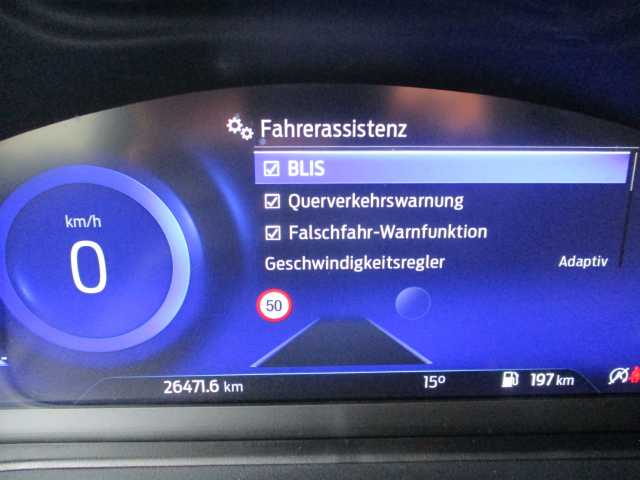 Fahrerassistenz
BLIS
Querverkehrswarnung
Falschfahr-Warnfunktion
Geschwindigkeitsregler Adaptiv
km/h
0
50
26471.6 km 15° 197 km